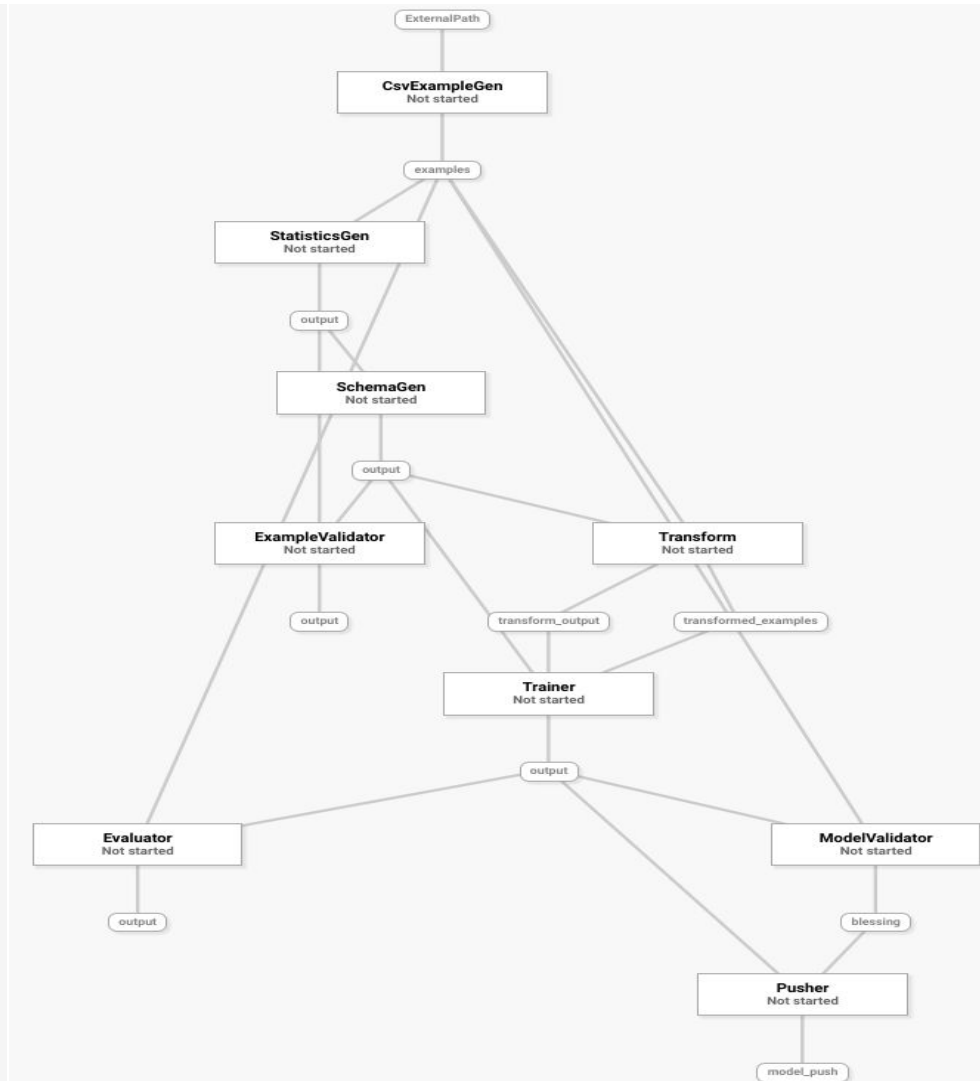 ExternalPath
CsvExampleGen
Not started
examples
StatisticsGen
Not started
output
SchemaGen
Not started
output
ExampleValidator
Not started
Transform
Not started
output
transform_output
transformed_examples
Trainer
Not started
output
Evaluator
Not started
ModelValidator
Not started
output
blessing
Pusher
Not started
model_push